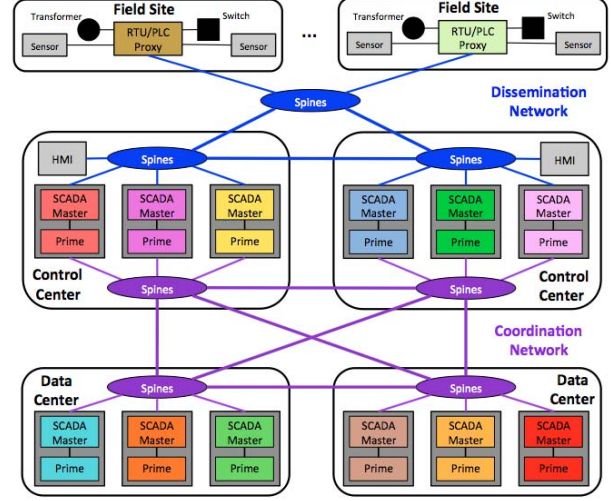 Field Site
Transformer
Switch
RTU/PLC
Proxy
Sensor
Sensor
...
Field Site
Transformer
Switch
RTU/PLC
Proxy
Sensor
Sensor
Spines
Dissemination
Network
HMI
Spines
Spines
HMI
SCADA
Master
Prime
SCADA
Master
Prime
SCADA
Master
Prime
SCADA
Master
Prime
SCADA
Master
Prime
SCADA
Master
Prime
Control
Center
Spines
Spines
Control
Center
Coordination
Network
Data
Center
Spines
Spines
Data
Center
SCADA
Master
Prime
SCADA
Master
Prime
SCADA
Master
Prime
SCADA
Master
Prime
SCADA
Master
Prime
SCADA
Master
Prime